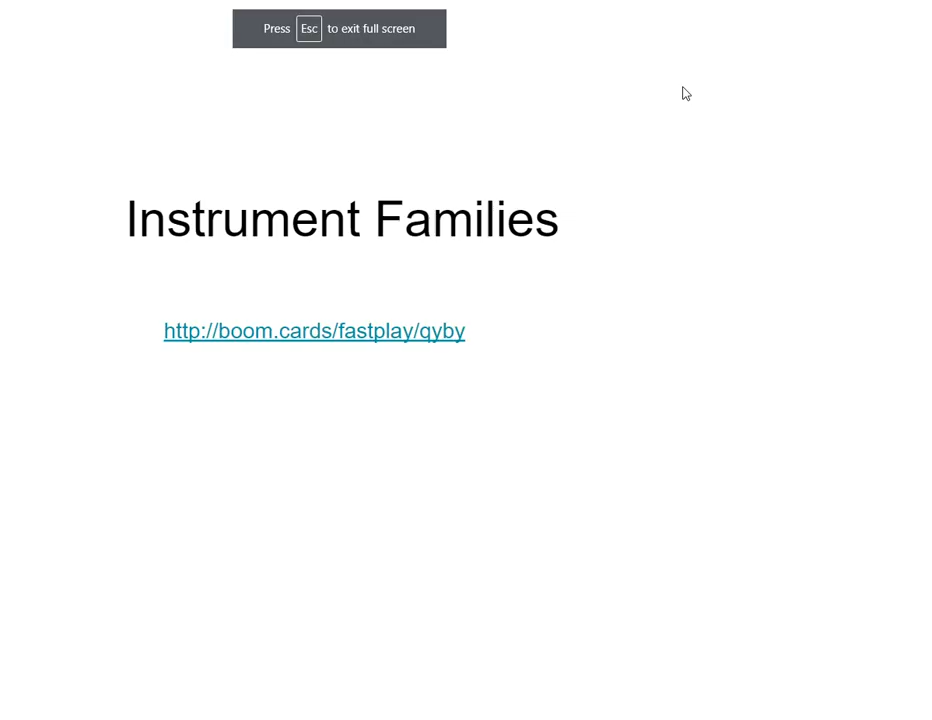 Press Esc to exit full screen
Instrument Families
http://boom.cards/fastplay/qyby